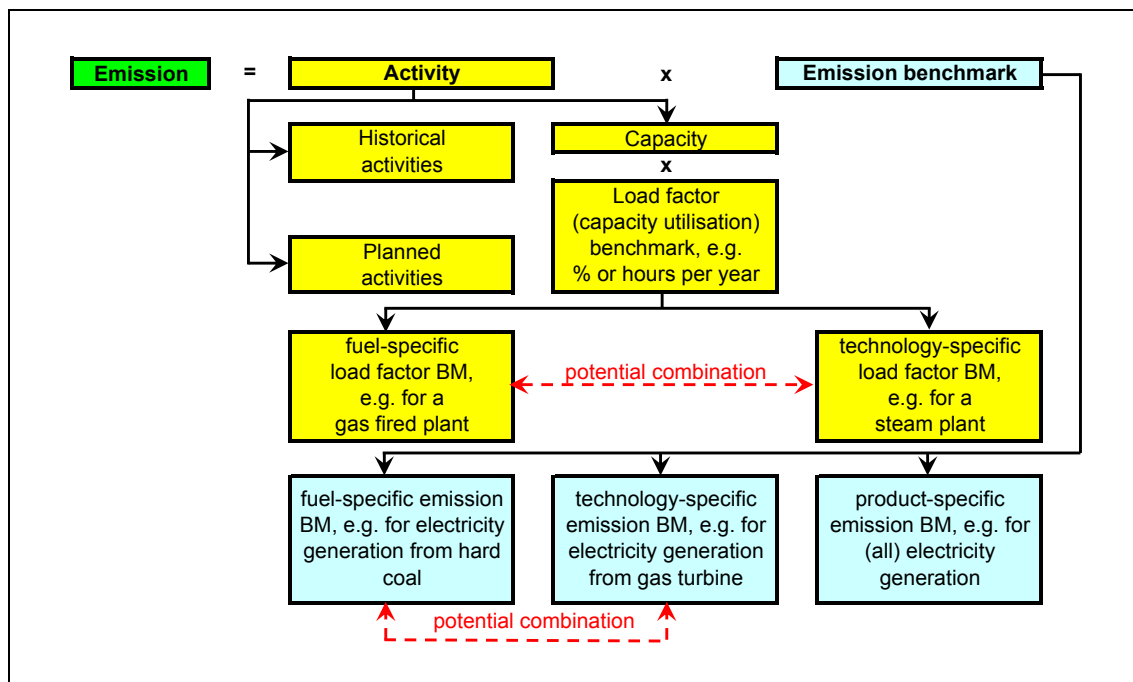 Emission = Activity x Emission benchmark
Historical
activities
Capacity
x
Load factor
(capacity utilisation)
benchmark, e.g.
% or hours per year
Planned
activities
fuel-specific
load factor BM,
e.g. for a
gas fired plant
potential combination
technology-specific
load factor BM,
e.g. for a
steam plant
fuel-specific emission
BM, e.g. for electricity
generation from hard
coal
technology-specific
emission BM, e.g. for
electricity generation
from gas turbine
product-specific
emission BM, e.g. for
(all) electricity
generation
potential combination